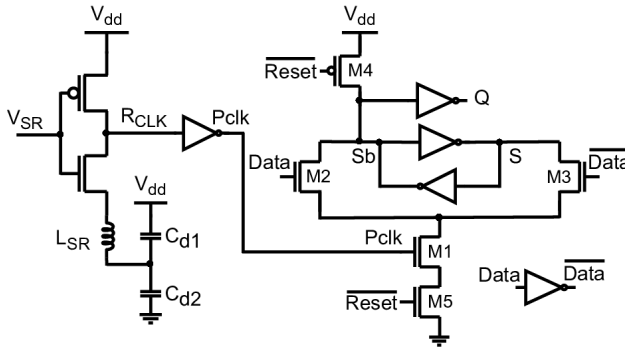 Vdd
Vdd
Reset
M4
VSR
RCLK
Pclk
Q
Sb
S
Data
M2
M3
Data
Vdd
LSR
Cd1
Cd2
Pclk
M1
Reset
M5
Data
Data